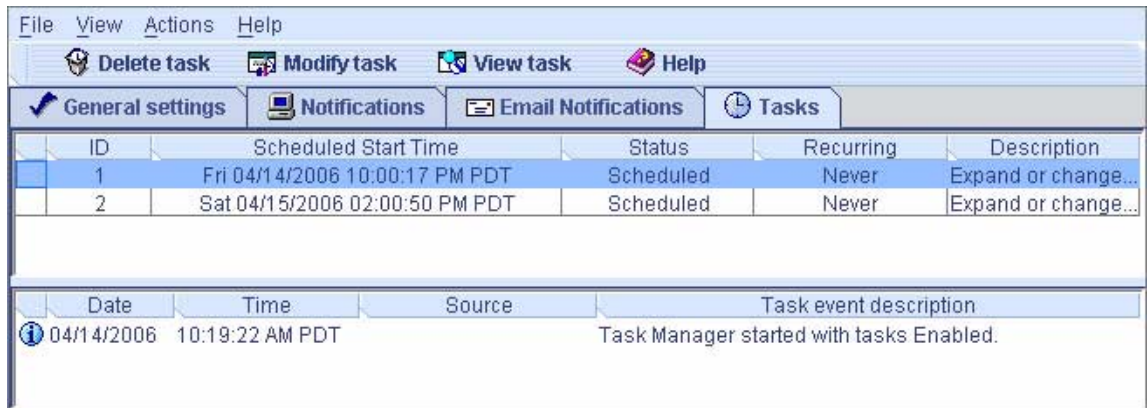 File View Actions Help
Delete task Modify task View task Help
General settings Notifications Email Notifications Tasks
ID Scheduled Start Time Status Recurring Description
1 Fri 04/14/2006 10:00:17 PM PDT Scheduled Never Expand or change...
2 Sat 04/15/2006 02:00:50 PM PDT Scheduled Never Expand or change...
Date Time Source Task event description
04/14/2006 10:19:22 AM PDT Task Manager started with tasks Enabled.